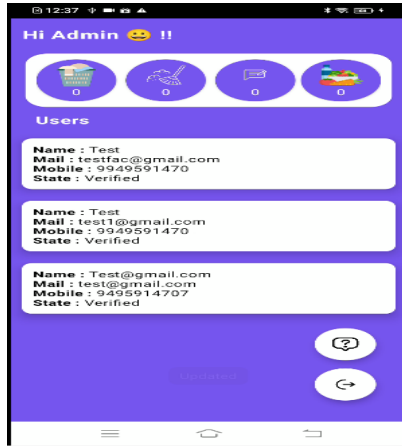 12:37
Hi Admin 😀 !!
0 0 0 0
Users
Name : Test
Mail : testfac@gmail.com
Mobile : 9949591470
State : Verified
Name : Test
Mail : test1@gmail.com
Mobile : 9949591470
State : Verified
Name : Test@gmail.com
Mail : test@gmail.com
Mobile : 9495914707
State : Verified
?
Updated